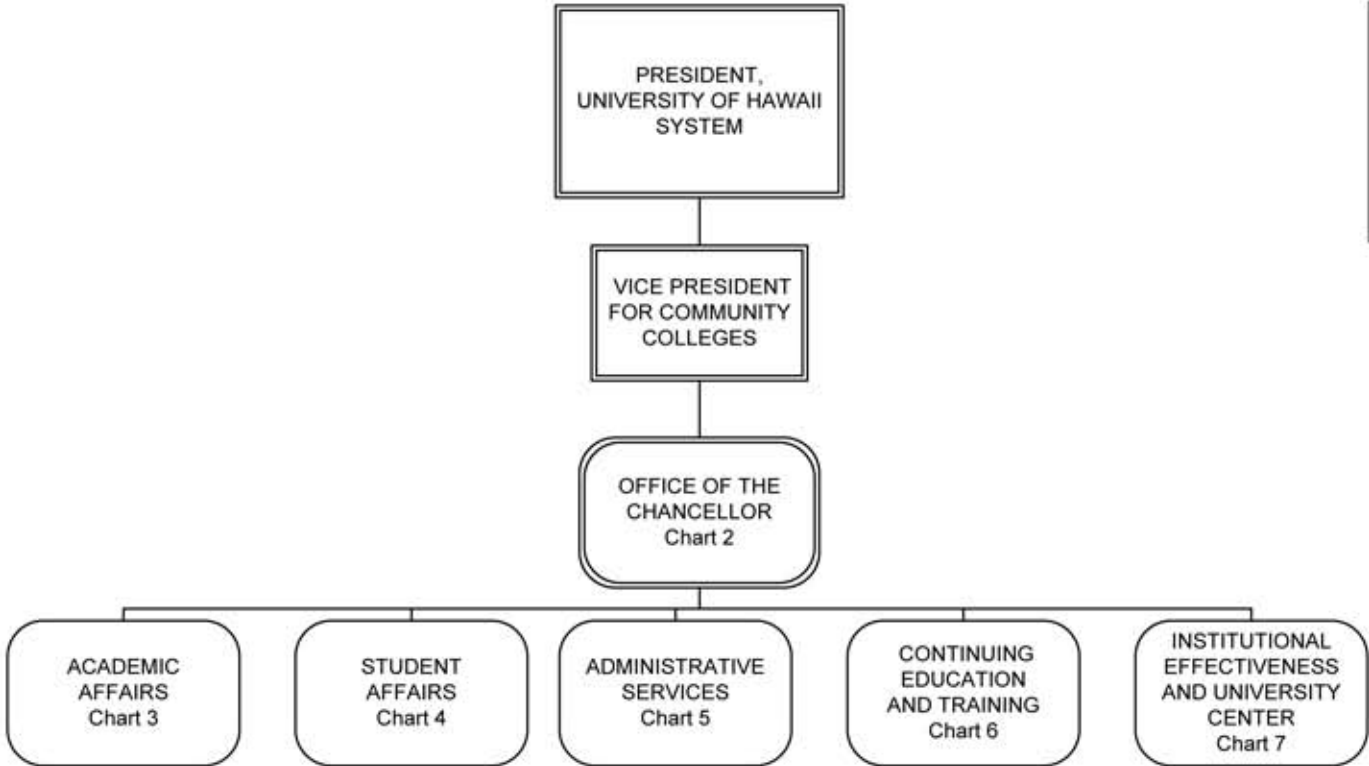 PRESIDENT,
UNIVERSITY OF HAWAII
SYSTEM
VICE PRESIDENT
FOR COMMUNITY
COLLEGES
OFFICE OF THE
CHANCELLOR
Chart 2
ACADEMIC
AFFAIRS
Chart 3
STUDENT
AFFAIRS
Chart 4
ADMINISTRATIVE
SERVICES
Chart 5
CONTINUING
EDUCATION
AND TRAINING
Chart 6
INSTITUTIONAL
EFFECTIVENESS
AND UNIVERSITY
CENTER
Chart 7